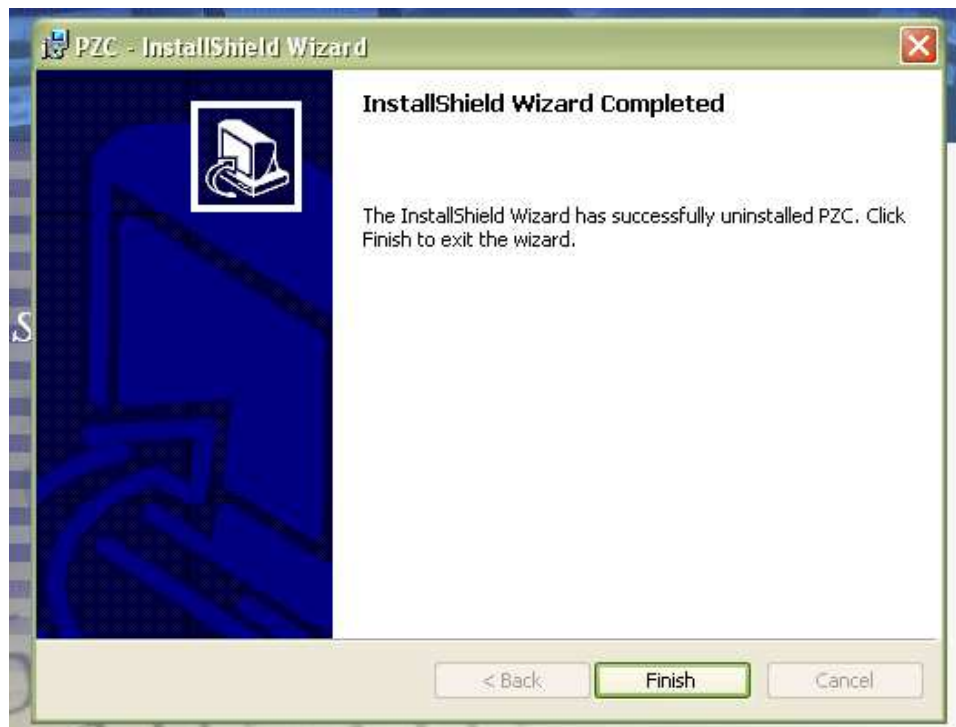 PZC - InstallShield Wizard
InstallShield Wizard Completed
The InstallShield Wizard has successfully uninstalled PZC. Click
Finish to exit the wizard.
S
< Back Finish Cancel